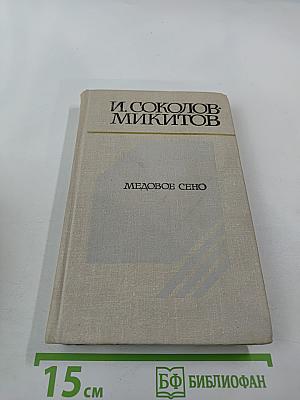 И. СОКОЛОВ-
МИКИТОВ
МЕДОВОЕ СЕНО
15 см
БФ БИБЛИОФАН